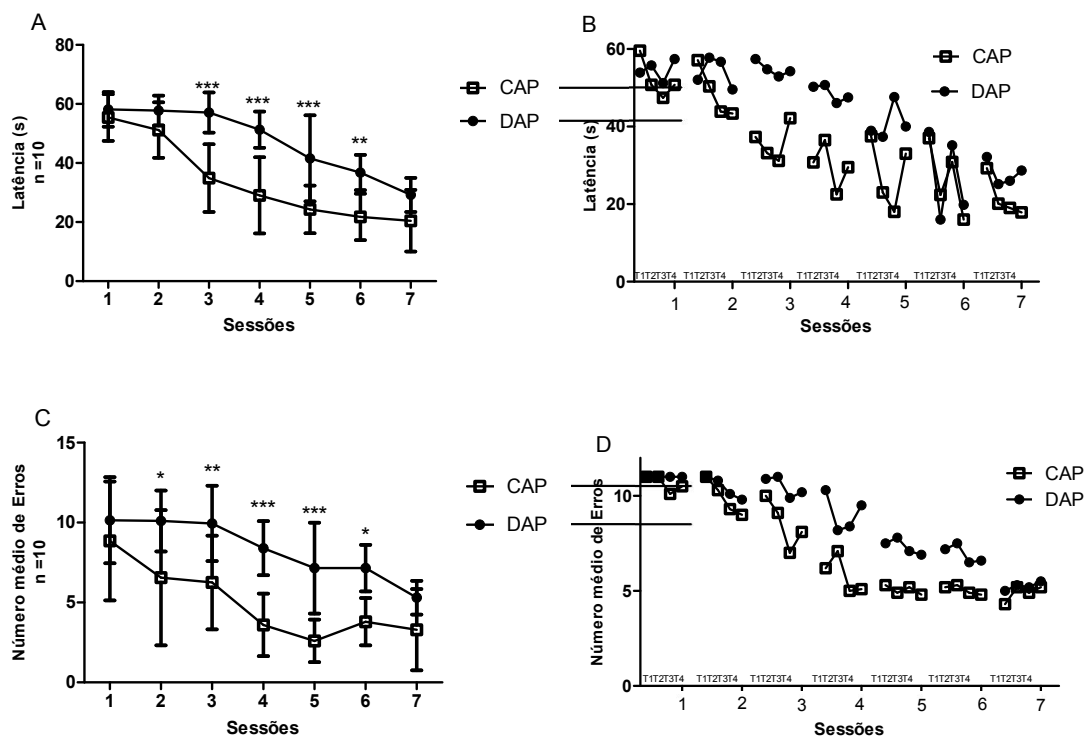 A
80
60
40
20
0
Latência (s)
n =10
***
***
***
**
1 2 3 4 5 6 7
Sessões
CAP
DAP
B
60
40
20
0
Latência (s)
CAP
DAP
T1T2T3T4 T1T2T3T4 T1T2T3T4 T1T2T3T4 T1T2T3T4 T1T2T3T4 T1T2T3T4
1 2 3 4 5 6 7
Sessões
C
15
10
5
0
Número médio de Erros
n =10
*
**
***
***
*
1 2 3 4 5 6 7
Sessões
CAP
DAP
D
10
5
0
Número médio de Erros
CAP
DAP
T1T2T3T4 T1T2T3T4 T1T2T3T4 T1T2T3T4 T1T2T3T4 T1T2T3T4 T1T2T3T4
1 2 3 4 5 6 7
Sessões